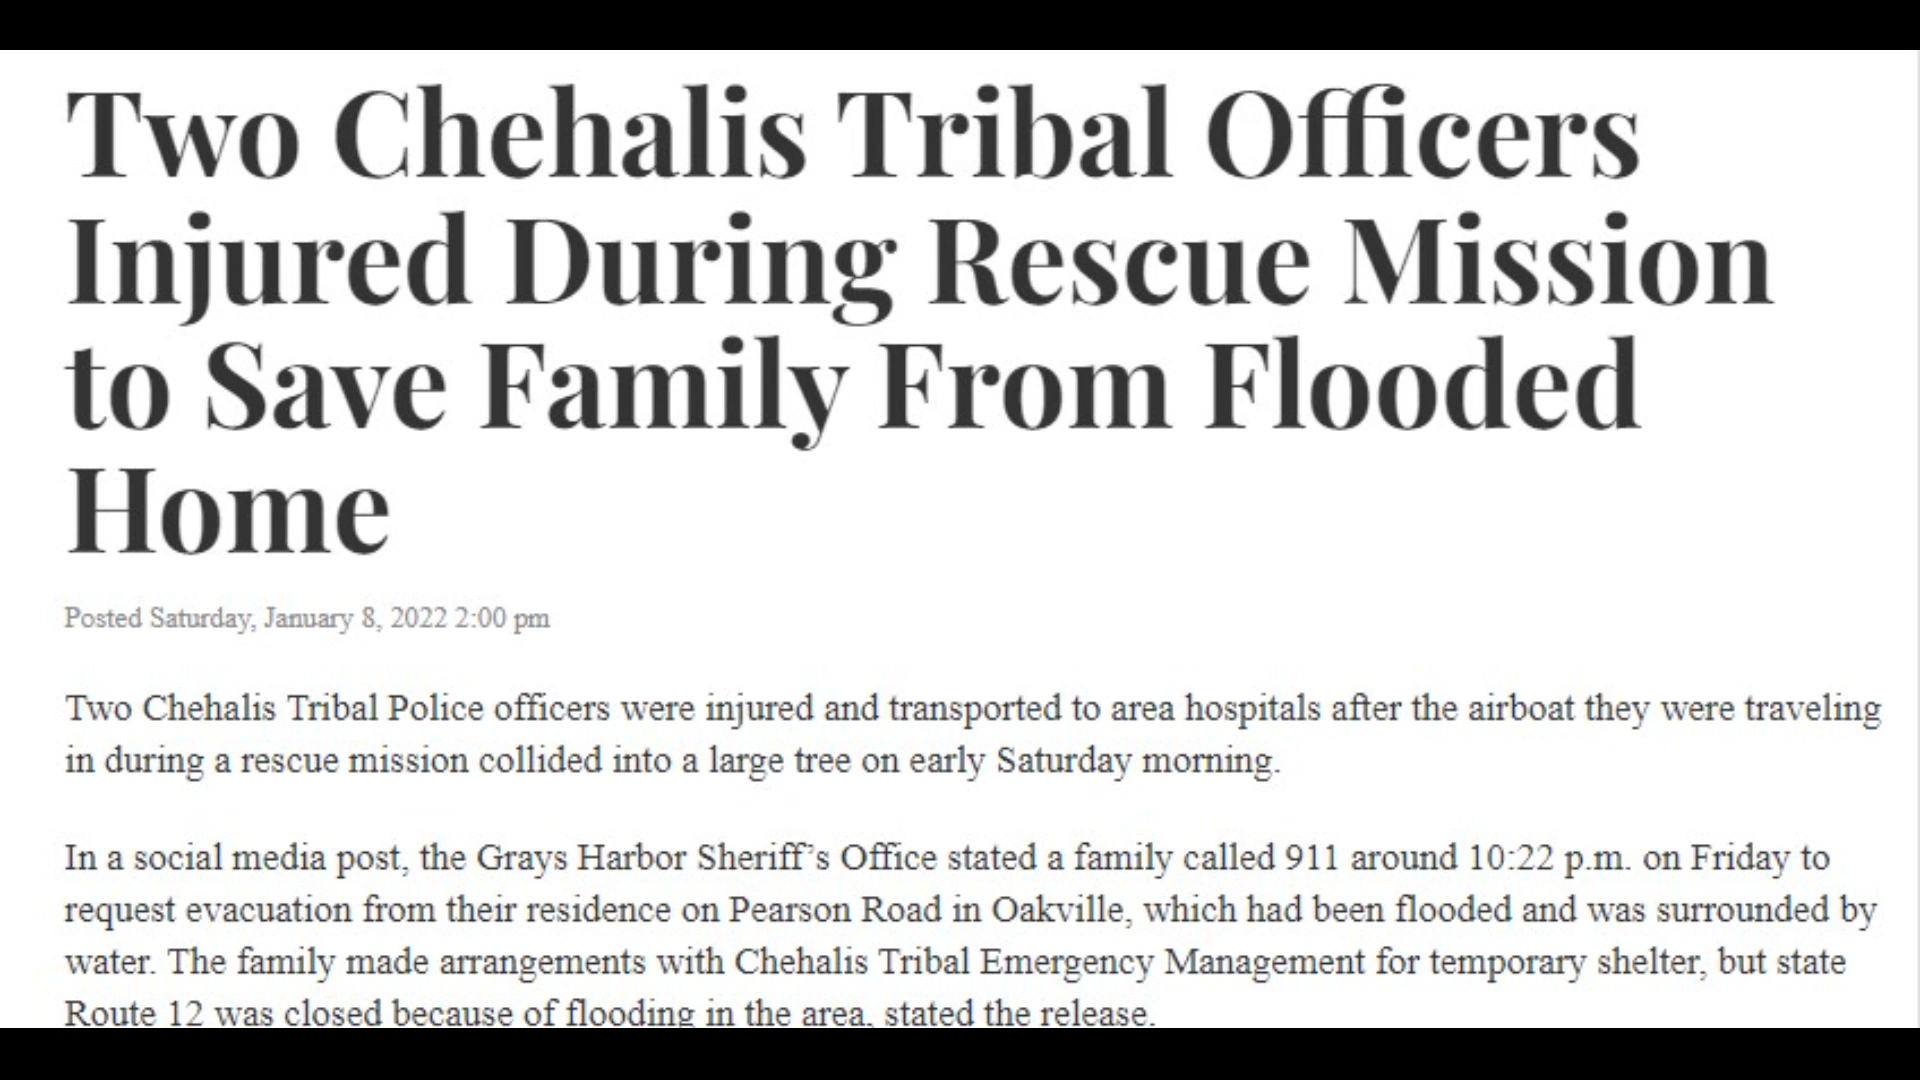 Two Chehalis Tribal Officers
Injured During Rescue Mission
to Save Family From Flooded
Home
Posted Saturday, January 8, 2022 2:00 pm
Two Chehalis Tribal Police officers were injured and transported to area hospitals after the airboat they were traveling
in during a rescue mission collided into a large tree on early Saturday morning.
In a social media post, the Grays Harbor Sheriff’s Office stated a family called 911 around 10:22 p.m. on Friday to
request evacuation from their residence on Pearson Road in Oakville, which had been flooded and was surrounded by
water. The family made arrangements with Chehalis Tribal Emergency Management for temporary shelter, but state
Route 12 was closed because of flooding in the area, stated the release.